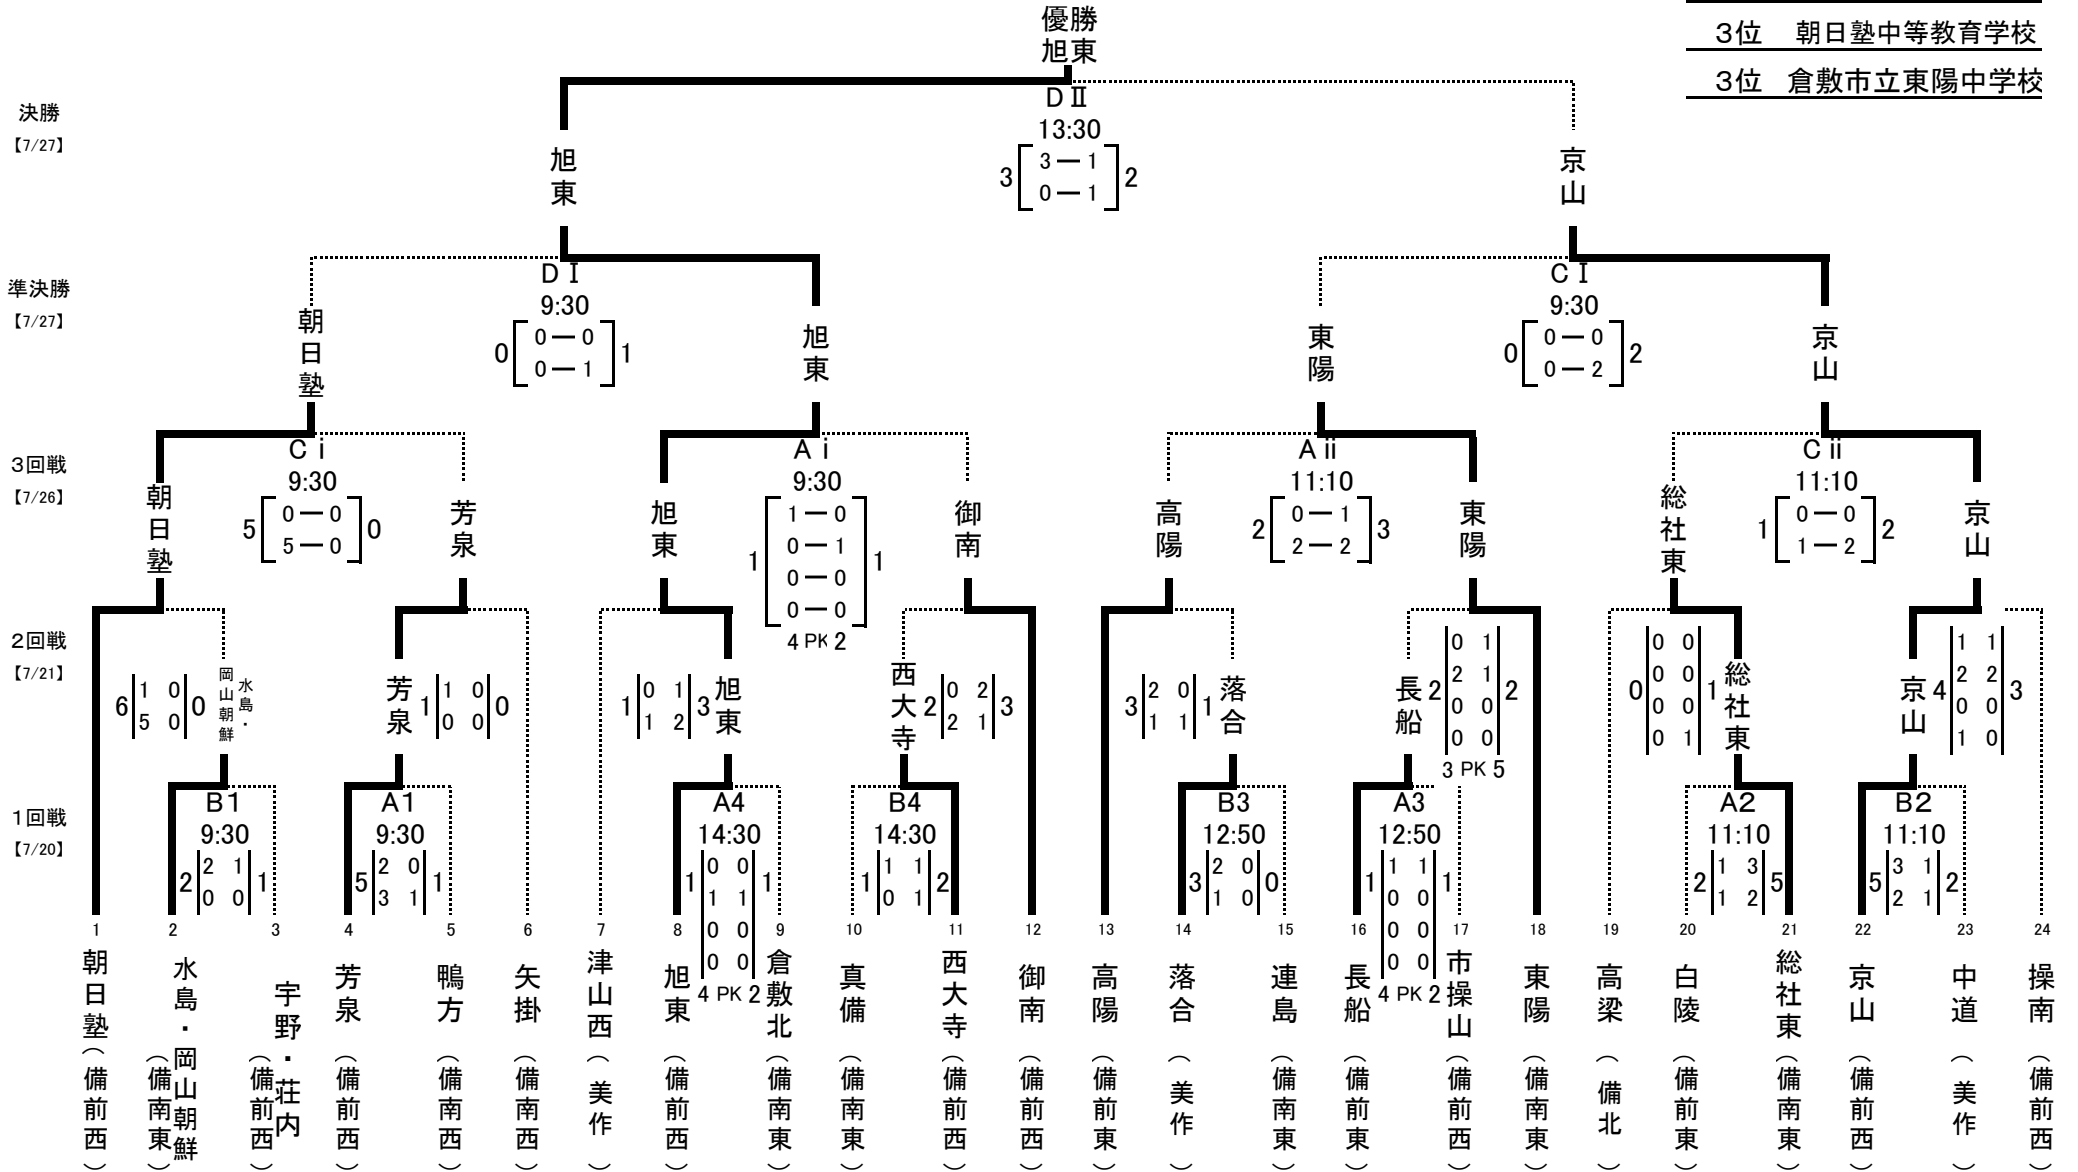 優勝
旭東
３位　朝日塾中等教育学校
３位　倉敷市立東陽中学校
決勝
【7/27】
DⅡ
13:30
3 3 ー 1 2
0 ー 1
旭東
京山
準決勝
【7/27】
DⅠ
9:30
0 0 ー 0 1
0 ー 1
CⅠ
9:30
0 0 ー 0 2
0 ー 2
朝日塾
旭東
東陽
京山
３回戦
【7/26】
Cⅰ
9:30
5 0 ー 0 0
5 ー 0
Aⅰ
9:30
1 1 ー 0 1
0 ー 1
0 ー 0
0 ー 0
4 PK 2
Aⅱ
11:10
2 0 ー 1 3
2 ー 2
Cⅱ
11:10
1 0 ー 0 2
1 ー 2
朝日塾
芳泉
旭東
御南
高陽
東陽
総社東
京山
２回戦
【7/21】
6 1 0 0
5 0
水島・
岡山朝鮮
芳泉
1 1 0 0
0 0
1 0 1 3
1 2
旭東
西大寺
2 0 2 3
2 1
3 2 0 1
1 1
落合
長船
2 0 1 2
2 1
0 0
0 0
3 PK 5
0 0 0 1
0 0
0 0
0 1
総社東
京山
4 1 1 3
2 2
0 0
1 0
１回戦
【7/20】
B1
9:30
2 2 1 1
0 0
A1
9:30
5 2 0 1
3 1
A4
14:30
1 0 0 1
1 1
0 0
0 0
4 PK 2
B4
14:30
1 1 1 2
0 1
B3
12:50
3 2 0 0
1 0
A3
12:50
1 1 1 1
0 0
0 0
0 0
4 PK 2
A2
11:10
2 1 3 5
1 2
B2
11:10
5 3 1 2
2 1
1 2 3 4 5 6 7 8 9 10 11 12 13 14 15 16 17 18 19 20 21 22 23 24
朝日塾（備前西）
水島・岡山朝鮮（備南東）
宇野・荘内（備前西）
芳泉（備前西）
鴨方（備南西）
矢掛（備南西）
津山西（美作）
旭東（備前西）
倉敷北（備南東）
真備（備南東）
西大寺（備前西）
御南（備前西）
高陽（備前東）
落合（美作）
連島（備南東）
長船（備前東）
市操山（備前西）
東陽（備南東）
高梁（備北）
白陵（備前東）
総社東（備南東）
京山（備前西）
中道（美作）
操南（備前西）